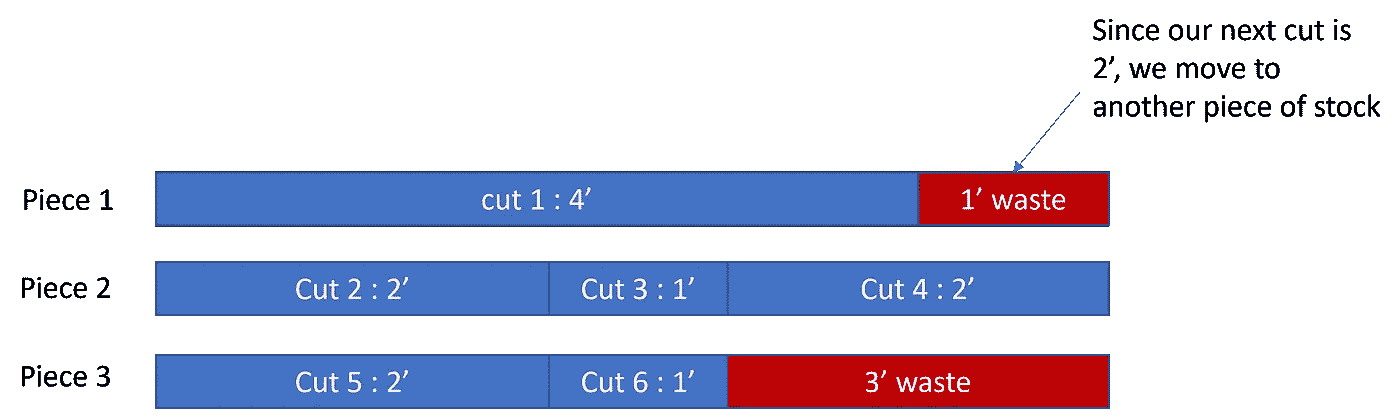 Since our next cut is
2’, we move to
another piece of stock
Piece 1
cut 1 : 4’
1’ waste
Piece 2
Cut 2 : 2’
Cut 3 : 1’
Cut 4 : 2’
Piece 3
Cut 5 : 2’
Cut 6 : 1’
3’ waste